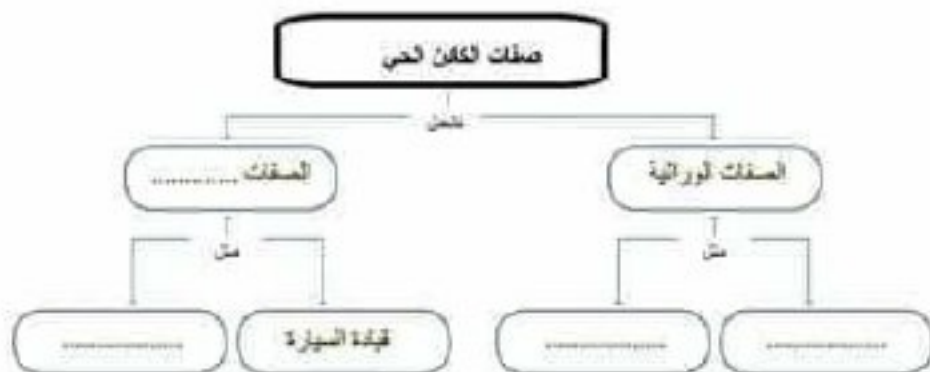 صفات الكائن الحي
تشمل
الصفات الوراثية
الصفات ............
مثل
مثل
..................
..................
قيادة السيارة
..................